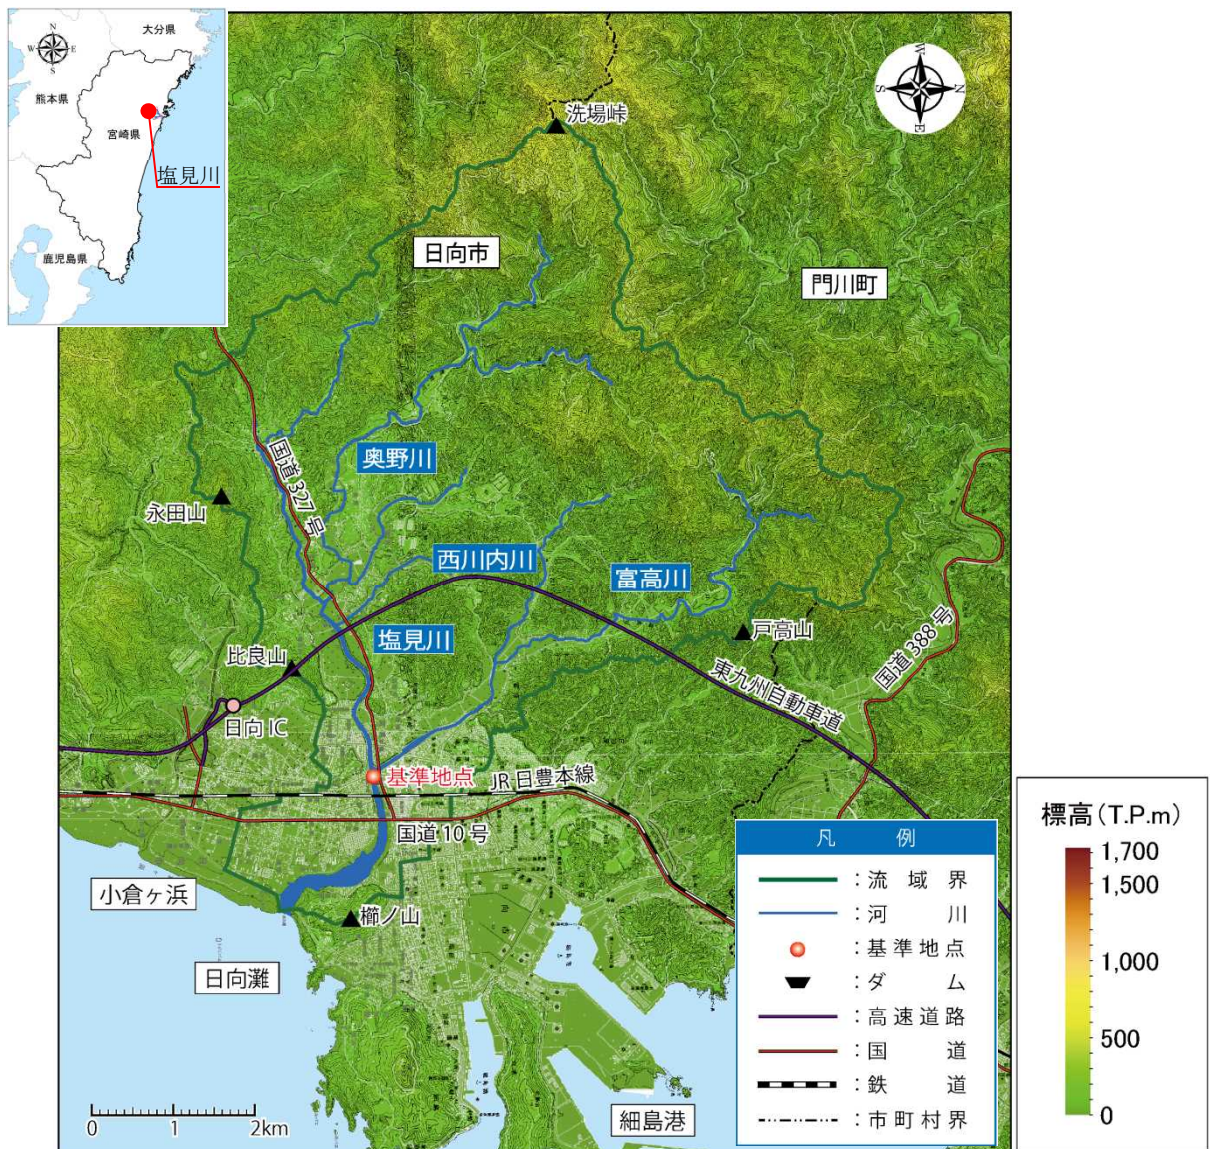 大分県
N
W E
S
熊本県
宮崎県
塩見川
鹿児島県
洗場峠
W
S N
E
日向市
門川町
奥野川
国道327号
永田山
西川内川
富高川
塩見川
戸高山
比良山
国道388号
東九州自動車道
日向IC
基準地点
JR日豊本線
国道10号
小倉ヶ浜
櫛ノ山
日向灘
細島港
0 1 2km
凡 例
:流 域 界
:河 川
:基 準 地 点
:ダ ム
:高 速 道 路
:国 道
:鉄 道
:市 町 村 界
標高(T.P.m)
1,700
1,500
1,000
500
0